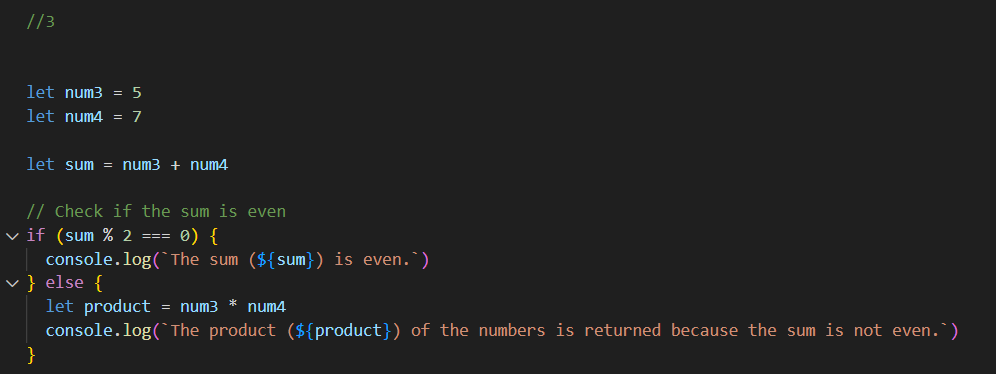 //3
let num3 = 5
let num4 = 7
let sum = num3 + num4
// Check if the sum is even
if (sum % 2 === 0) {
console.log(`The sum (${sum}) is even.`)
} else {
let product = num3 * num4
console.log(`The product (${product}) of the numbers is returned because the sum is not even.`)
}